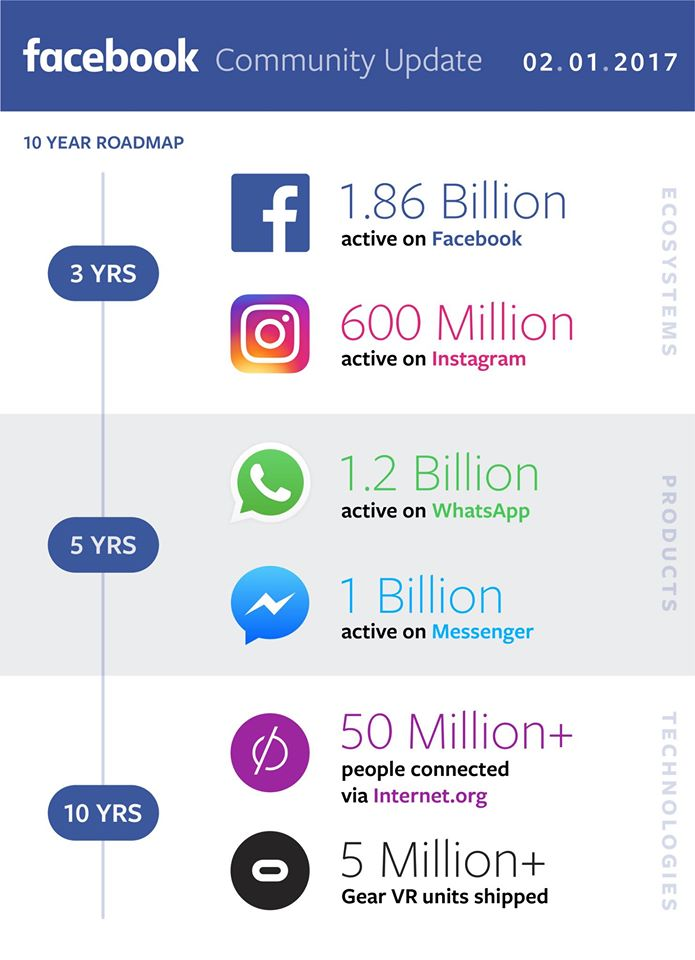 facebook Community Update 02.01.2017
10 YEAR ROADMAP
3 YRS
1.86 Billion
active on Facebook
600 Million
active on Instagram
ECOSYSTEMS
5 YRS
1.2 Billion
active on WhatsApp
1 Billion
active on Messenger
PRODUCTS
10 YRS
50 Million+
people connected
via Internet.org
5 Million+
Gear VR units shipped
TECHNOLOGIES